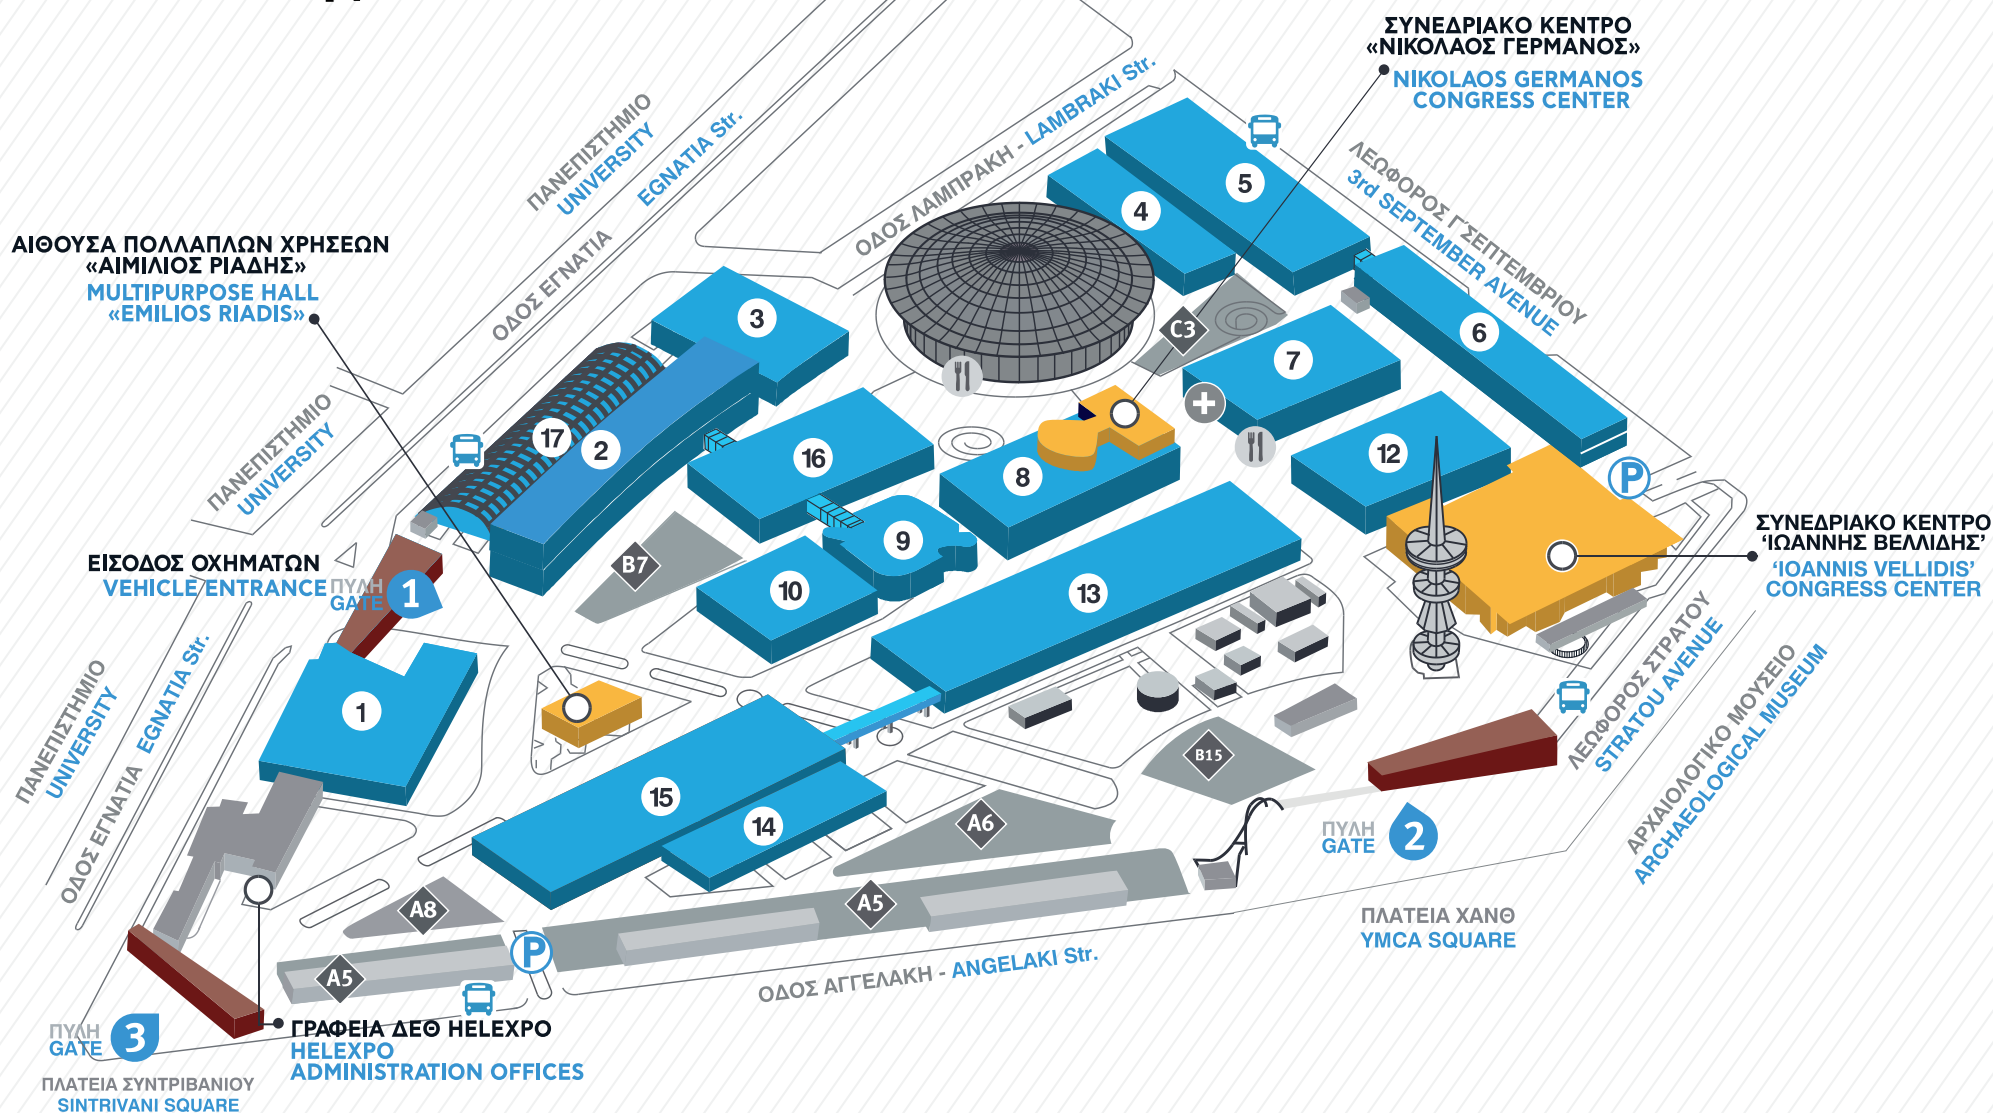 ΣΥΝΕΔΡΙΑΚΟ ΚΕΝΤΡΟ
«ΝΙΚΟΛΑΟΣ ΓΕΡΜΑΝΟΣ»
NIKOLAOS GERMANOS
CONGRESS CENTER
ΠΑΝΕΠΙΣΤΗΜΙΟ
UNIVERSITY
EGNATIA Str.
ΟΔΟΣ ΕΓΝΑΤΙΑ
ΟΔΟΣ ΛΑΜΠΡΑΚΗ - LAMBRAKI Str.
ΛΕΩΦΟΡΟΣ Γ'ΣΕΠΤΕΜΒΡΙΟΥ
3rd SEPTEMBER AVENUE
ΑΙΘΟΥΣΑ ΠΟΛΛΑΠΛΩΝ ΧΡΗΣΕΩΝ
«ΑΙΜΙΛΙΟΣ ΡΙΑΔΗΣ»
MULTIPURPOSE HALL
«EMILIOS RIADIS»
5
4
3
C3
6
7
ΠΑΝΕΠΙΣΤΗΜΙΟ
UNIVERSITY
17
2
16
8
12
P
ΣΥΝΕΔΡΙΑΚΟ ΚΕΝΤΡΟ
'ΙΩΑΝΝΗΣ ΒΕΛΛΙΔΗΣ'
'IOANNIS VELLIDIS'
CONGRESS CENTER
ΕΙΣΟΔΟΣ ΟΧΗΜΑΤΩΝ
VEHICLE ENTRANCE
ΠΥΛΗ
GATE
1
B7
9
10
13
ΠΑΝΕΠΙΣΤΗΜΙΟ
UNIVERSITY
ΟΔΟΣ ΕΓΝΑΤΙΑ
EGNATIA Str.
1
ΛΕΩΦΟΡΟΣ ΣΤΡΑΤΟΥ
STRATOU AVENUE
ΑΡΧΑΙΟΛΟΓΙΚΟ ΜΟΥΣΕΙΟ
ARCHAEOLOGICAL MUSEUM
B15
15
14
A6
ΠΥΛΗ
GATE
2
A8
A5
ΠΛΑΤΕΙΑ ΧΑΝΘ
YMCA SQUARE
P
A5
ΟΔΟΣ ΑΓΓΕΛΑΚΗ - ANGELAKI Str.
ΠΥΛΗ
GATE
3
ΓΡΑΦΕΙΑ ΔΕΘ HELEXPO
HELEXPO
ADMINISTRATION OFFICES
ΠΛΑΤΕΙΑ ΣΥΝΤΡΙΒΑΝΙΟΥ
SINTRIVANI SQUARE